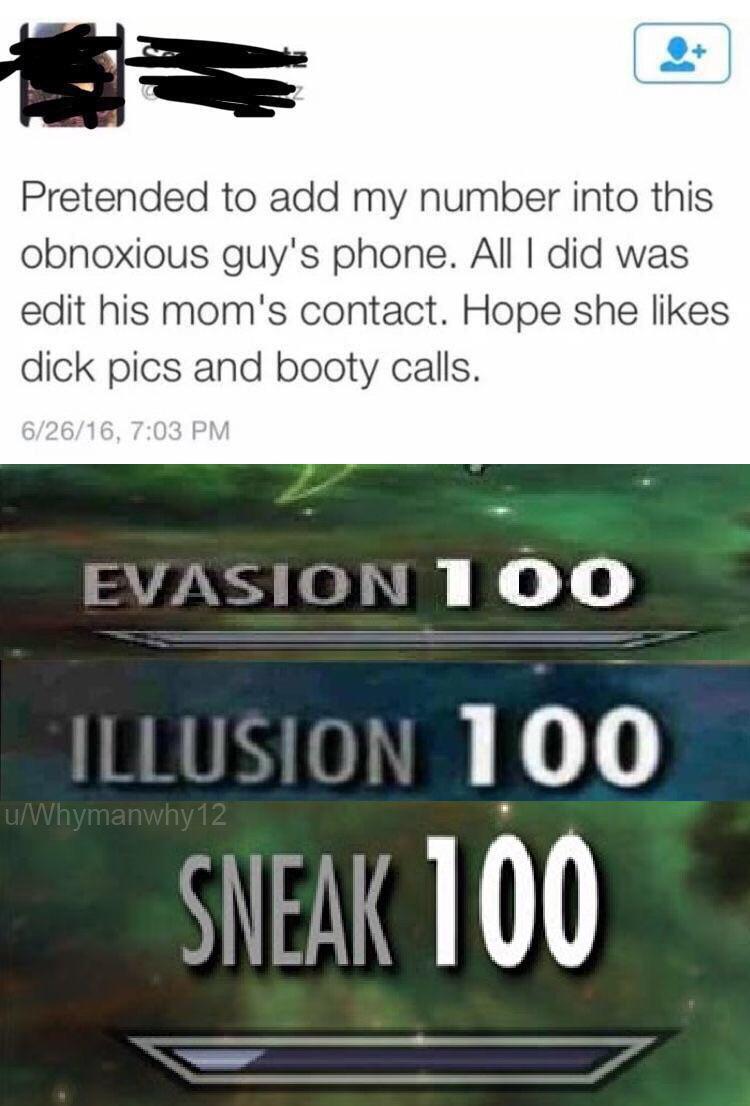 Pretended to add my number into this
obnoxious guy's phone. All I did was
edit his mom's contact. Hope she likes
dick pics and booty calls.
6/26/16, 7:03 PM
EVASION 100
ILLUSION 100
u/Whymanwhy12
SNEAK 100